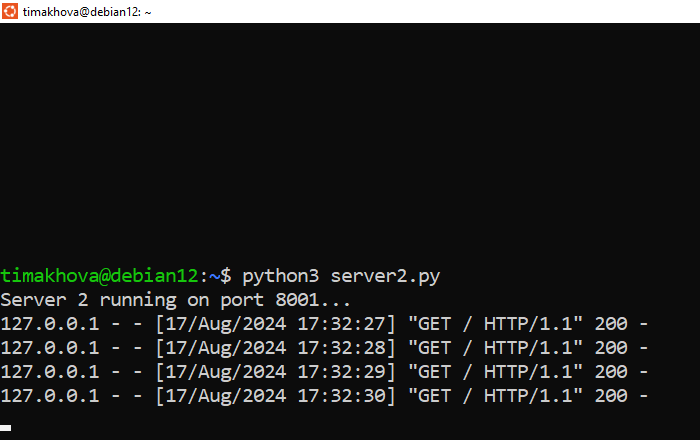 timakhova@debian12: ~
timakhova@debian12:~$ python3 server2.py
Server 2 running on port 8001...
127.0.0.1 - - [17/Aug/2024 17:32:27] "GET / HTTP/1.1" 200 -
127.0.0.1 - - [17/Aug/2024 17:32:28] "GET / HTTP/1.1" 200 -
127.0.0.1 - - [17/Aug/2024 17:32:29] "GET / HTTP/1.1" 200 -
127.0.0.1 - - [17/Aug/2024 17:32:30] "GET / HTTP/1.1" 200 -